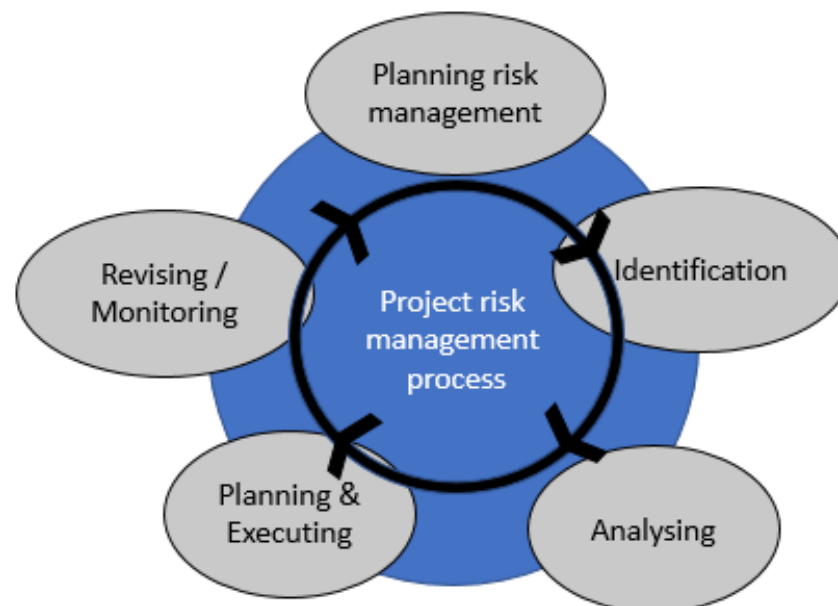 Planning risk
management
Identification
Analysing
Planning &
Executing
Revising /
Monitoring
Project risk
management
process